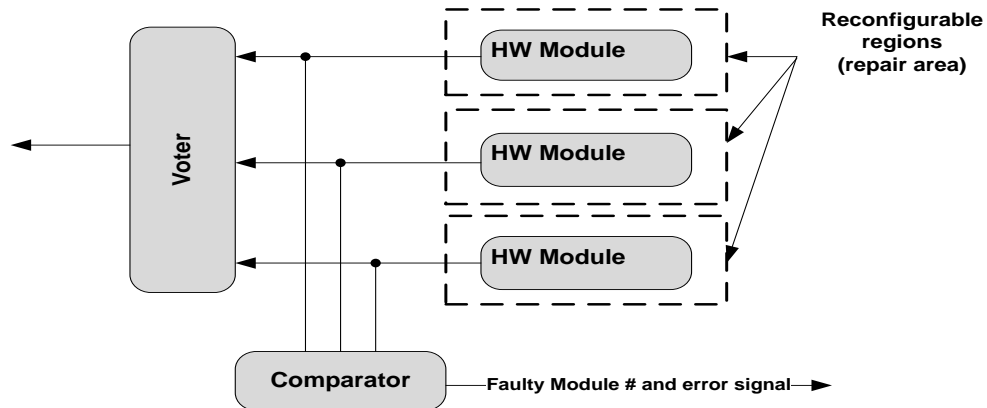 HW Module
Reconfigurable
regions
(repair area)
HW Module
Voter
HW Module
Comparator
Faulty Module # and error signal